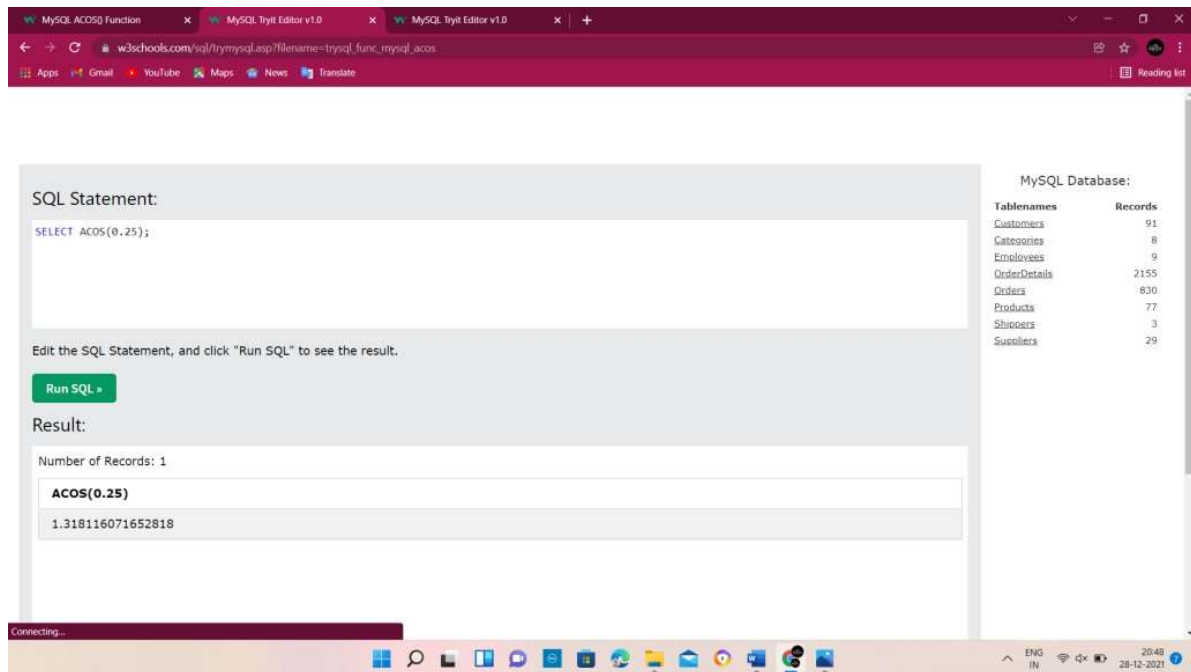 MySQL ACOS() Function
MySQL Tryit Editor v1.0
MySQL Tryit Editor v1.0
w3schools.com/sql/trymysql.asp?filename=trysql_func_mysql_acos
Apps Gmail YouTube Maps News Translate Reading list
SQL Statement:
SELECT ACOS(0.25);
Edit the SQL Statement, and click "Run SQL" to see the result.
Run SQL »
Result:
Number of Records: 1
ACOS(0.25)
1.318116071652818
MySQL Database:
Tablenames Records
Customers 91
Categories 8
Employees 9
OrderDetails 2155
Orders 830
Products 77
Shippers 3
Suppliers 29
Connecting...
ENG IN
20:48
28-12-2021